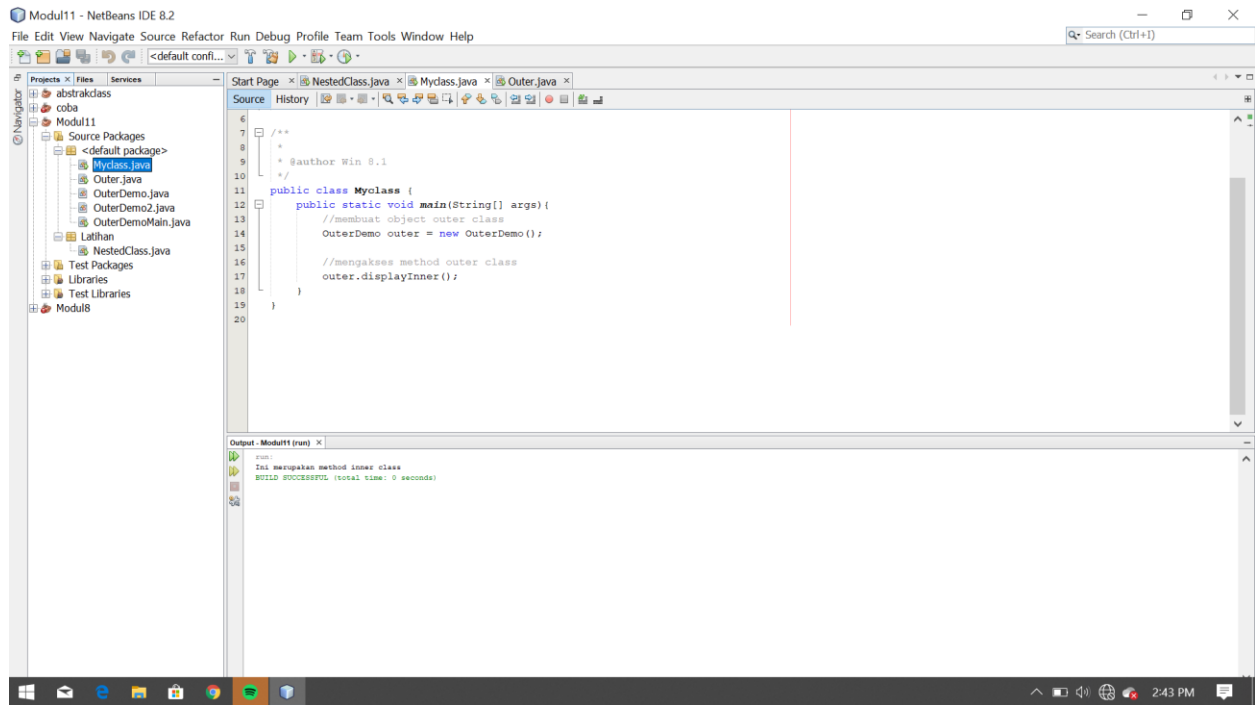 Modul11 - NetBeans IDE 8.2
File Edit View Navigate Source Refactor Run Debug Profile Team Tools Window Help
Search (Ctrl+I)
<default confi...
Projects Files Services
Navigator
abstrakclass
coba
Modul11
Source Packages
<default package>
Myclass.java
Outer.java
OuterDemo.java
OuterDemo2.java
OuterDemoMain.java
Latihan
NestedClass.java
Test Packages
Libraries
Test Libraries
Modul8
Start Page NestedClass.java Myclass.java Outer.java
Source History
6
7 /**
8 *
9 * @author Win 8.1
10 */
11 public class Myclass {
12 public static void main(String[] args){
13 //membuat object outer class
14 OuterDemo outer = new OuterDemo();
15
16 //mengakses method outer class
17 outer.displayInner();
18 }
19 }
20
Output - Modul11 (run)
run:
Ini merupakan method inner class
BUILD SUCCESSFUL (total time: 0 seconds)
2:43 PM